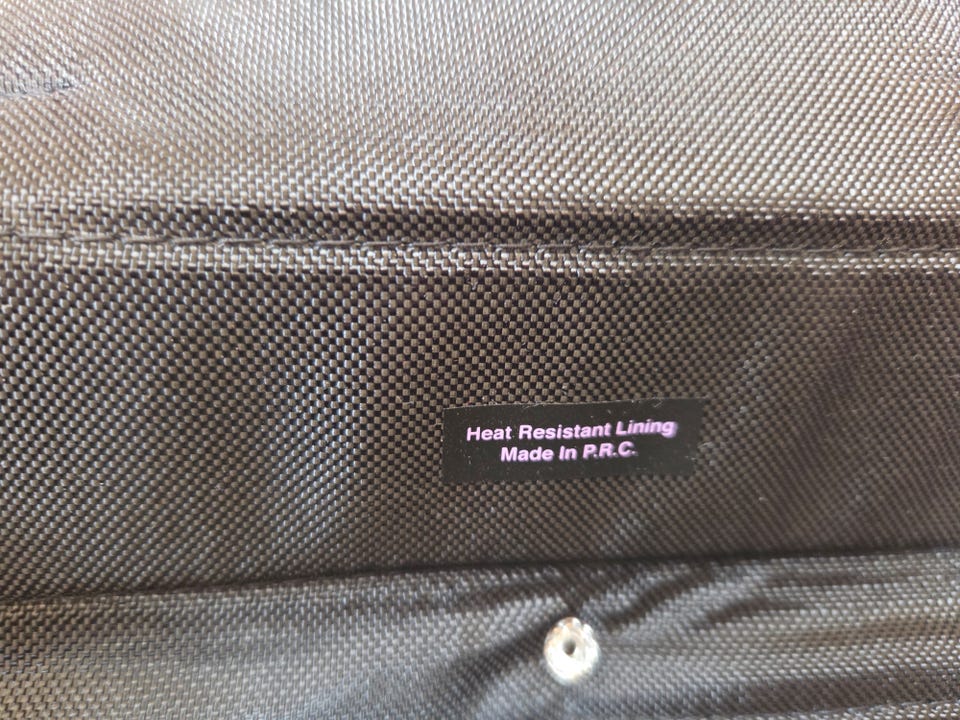 Heat Resistant Lining
Made In P.R.C.